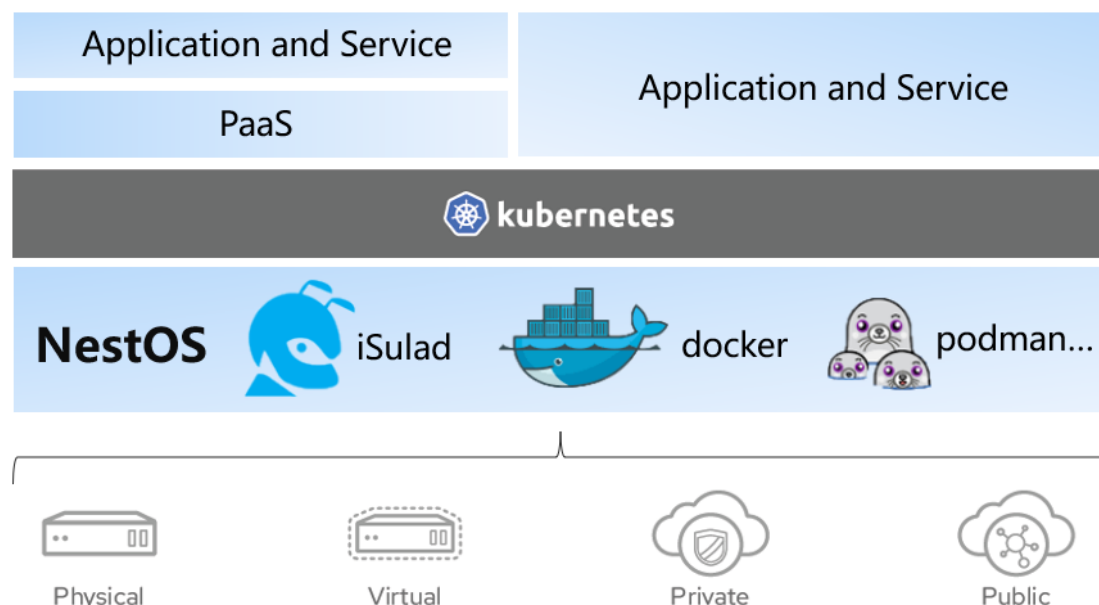 Application and Service
Application and Service
PaaS
kubernetes
NestOS iSulad docker podman...
Physical Virtual Private Public